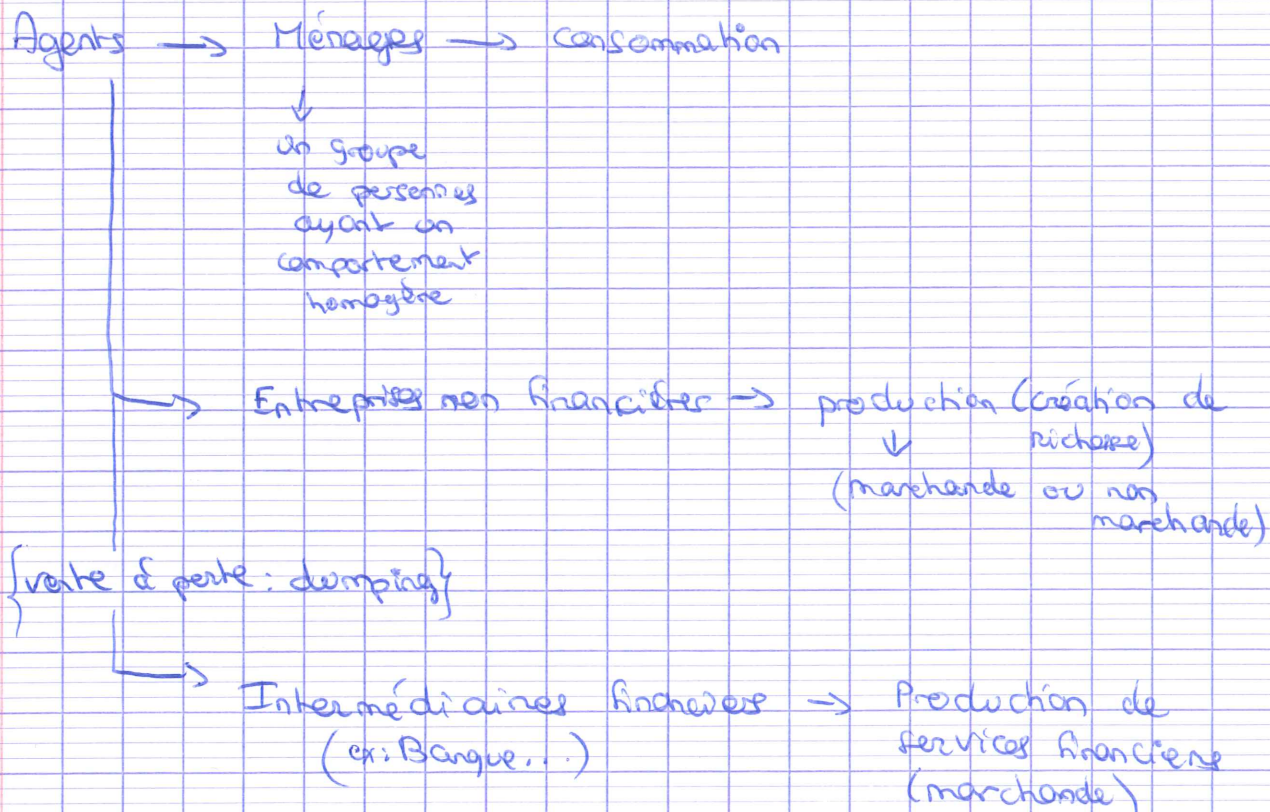 Agents → Ménages → consommation
↓
un groupe
de personnes
ayant un
comportement
homogène
→ Entreprises non financières → production (création de
richesse)
↓
(marchande ou non
marchande)
{vente à perte : dumping}
→ Intermédiaires financiers → Production de
(ex: Banque...) services financiers
(marchande)